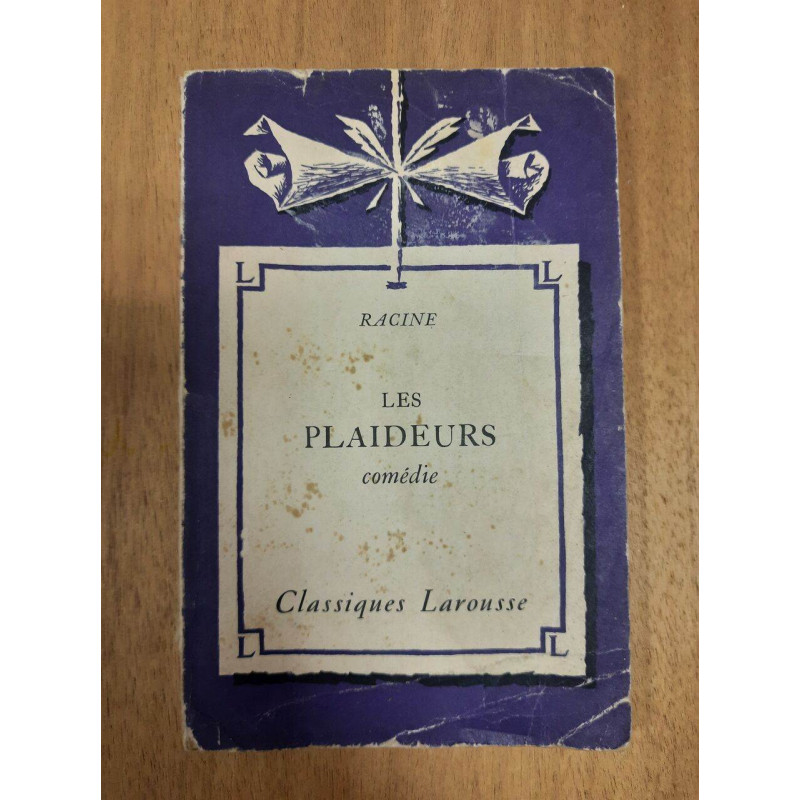 L L
RACINE
LES
PLAIDEURS
comédie
Classiques Larousse
L L